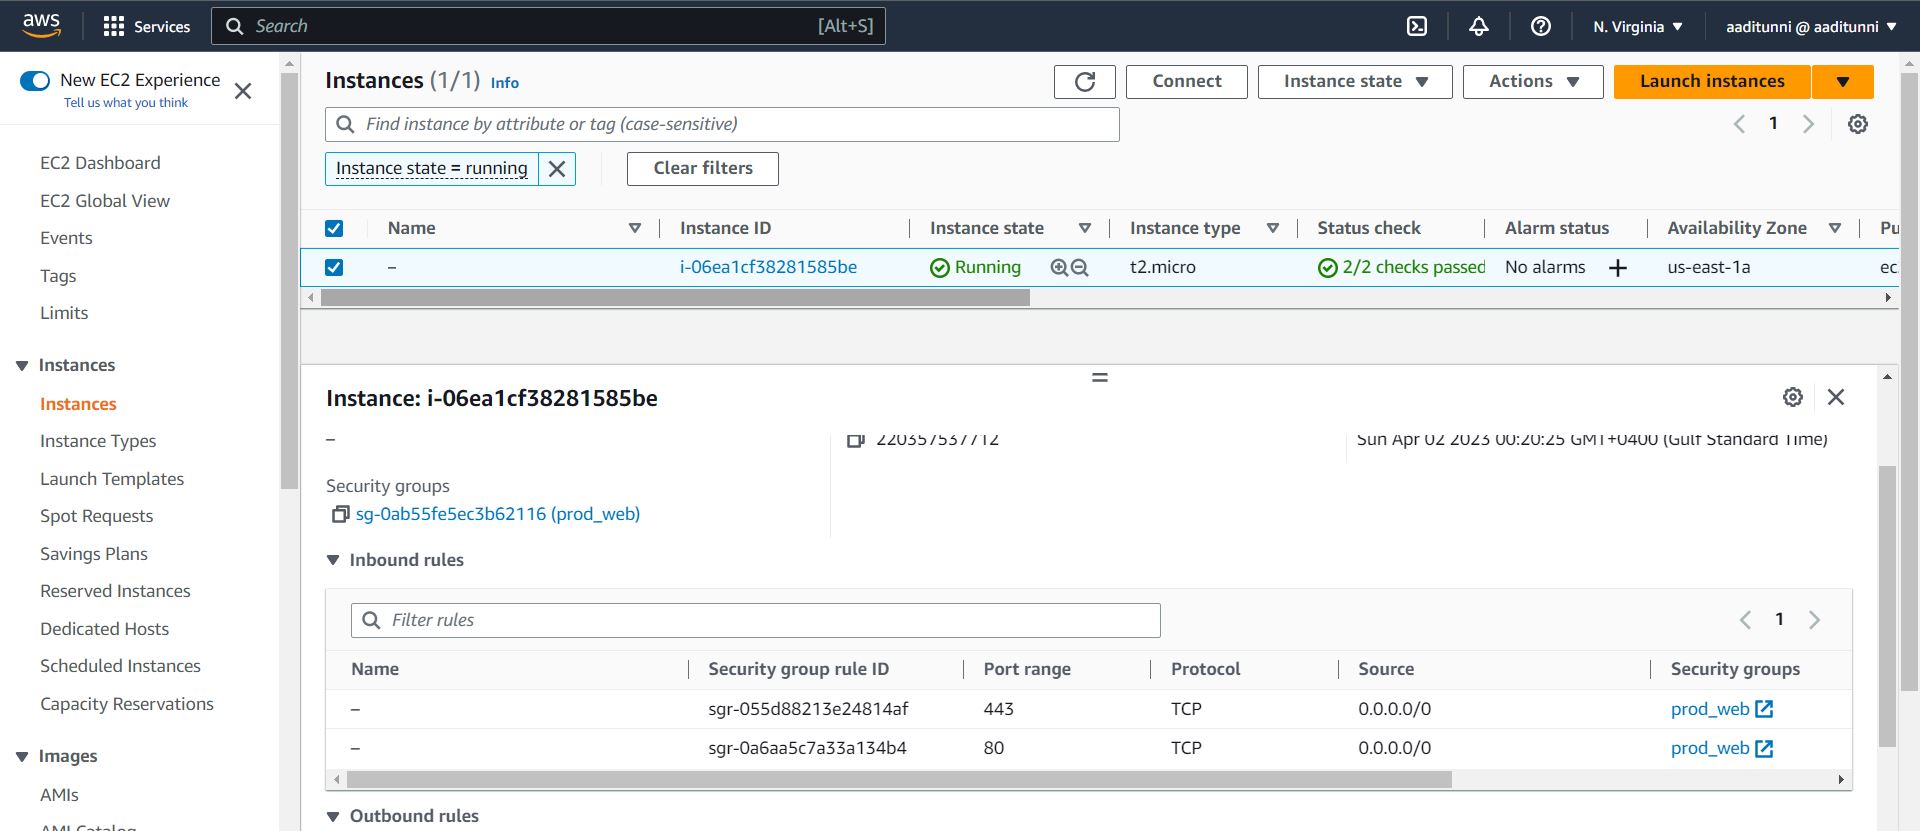 aws
Services
Search
[Alt+S]
N. Virginia
aaditunni @ aaditunni
New EC2 Experience
Tell us what you think
EC2 Dashboard
EC2 Global View
Events
Tags
Limits
Instances
Instances
Instance Types
Launch Templates
Spot Requests
Savings Plans
Reserved Instances
Dedicated Hosts
Scheduled Instances
Capacity Reservations
Images
AMIs
AMI Catalog
Instances (1/1) Info
Connect
Instance state
Actions
Launch instances
Find instance by attribute or tag (case-sensitive)
1
Instance state = running
Clear filters
Name Instance ID Instance state Instance type Status check Alarm status Availability Zone Pu
– i-06ea1cf38281585be Running t2.micro 2/2 checks passed No alarms + us-east-1a ec
Instance: i-06ea1cf38281585be
– 220357537712 Sun Apr 02 2023 00:20:25 GMT+0400 (Gulf Standard Time)
Security groups
sg-0ab55fe5ec3b62116 (prod_web)
Inbound rules
Filter rules
1
Name Security group rule ID Port range Protocol Source Security groups
– sgr-055d88213e24814af 443 TCP 0.0.0.0/0 prod_web
– sgr-0a6aa5c7a33a134b4 80 TCP 0.0.0.0/0 prod_web
Outbound rules